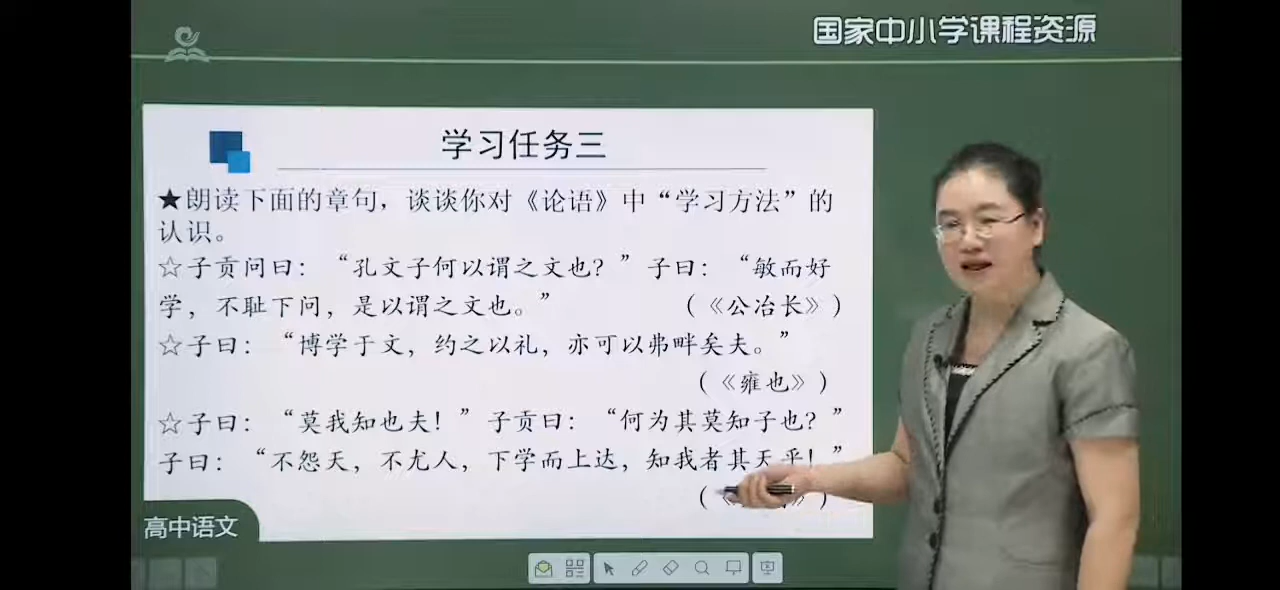 国家中小学课程资源
学习任务三
★朗读下面的章句，谈谈你对《论语》中“学习方法”的
认识。
☆子贡问曰：“孔文子何以谓之文也？”子曰：“敏而好
学，不耻下问，是以谓之文也。” （《公冶长》）
☆子曰：“博学于文，约之以礼，亦可以弗畔矣夫。”
（《雍也》）
☆子曰：“莫我知也夫！”子贡曰：“何为其莫知子也？”
子曰：“不怨天，不尤人，下学而上达，知我者其天乎！”
（《 》）
高中语文